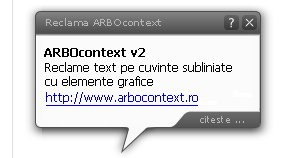 Reclama ARBOcontext ? ×
ARBOcontext v2
Reclame text pe cuvinte subliniate
cu elemente grafice
http://www.arbocontext.ro
citeste ...